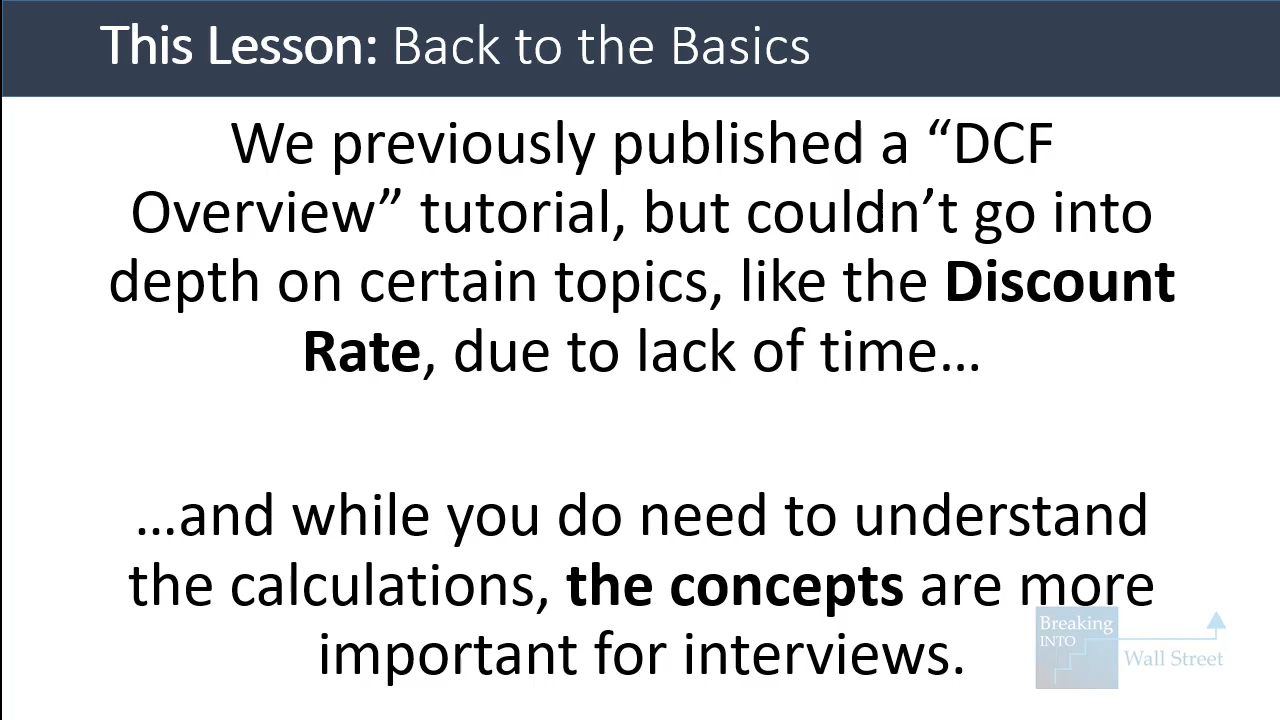 This Lesson: Back to the Basics
We previously published a “DCF
Overview” tutorial, but couldn’t go into
depth on certain topics, like the Discount
Rate, due to lack of time…
…and while you do need to understand
the calculations, the concepts are more
important for interviews.
Breaking
INTO
Wall Street